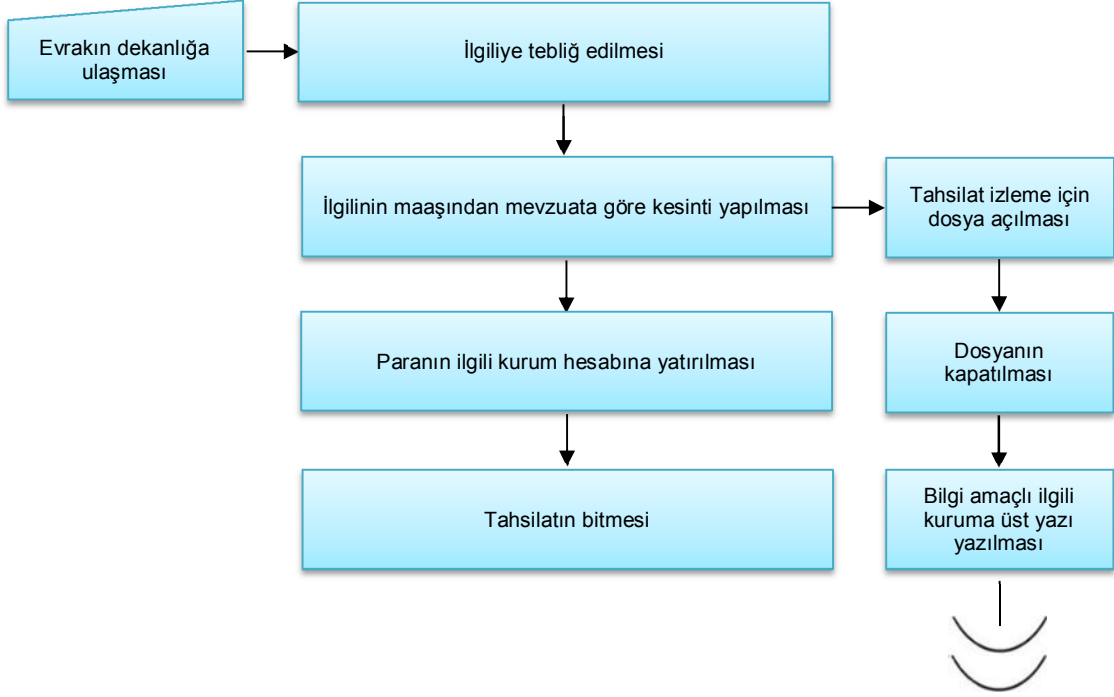 Evrakın dekanlığa
ulaşması
İlgiliye tebliğ edilmesi
İlgilinin maaşından mevzuata göre kesinti yapılması
Tahsilat izleme için
dosya açılması
Paranın ilgili kurum hesabına yatırılması
Dosyanın
kapatılması
Tahsilatın bitmesi
Bilgi amaçlı ilgili
kuruma üst yazı
yazılması